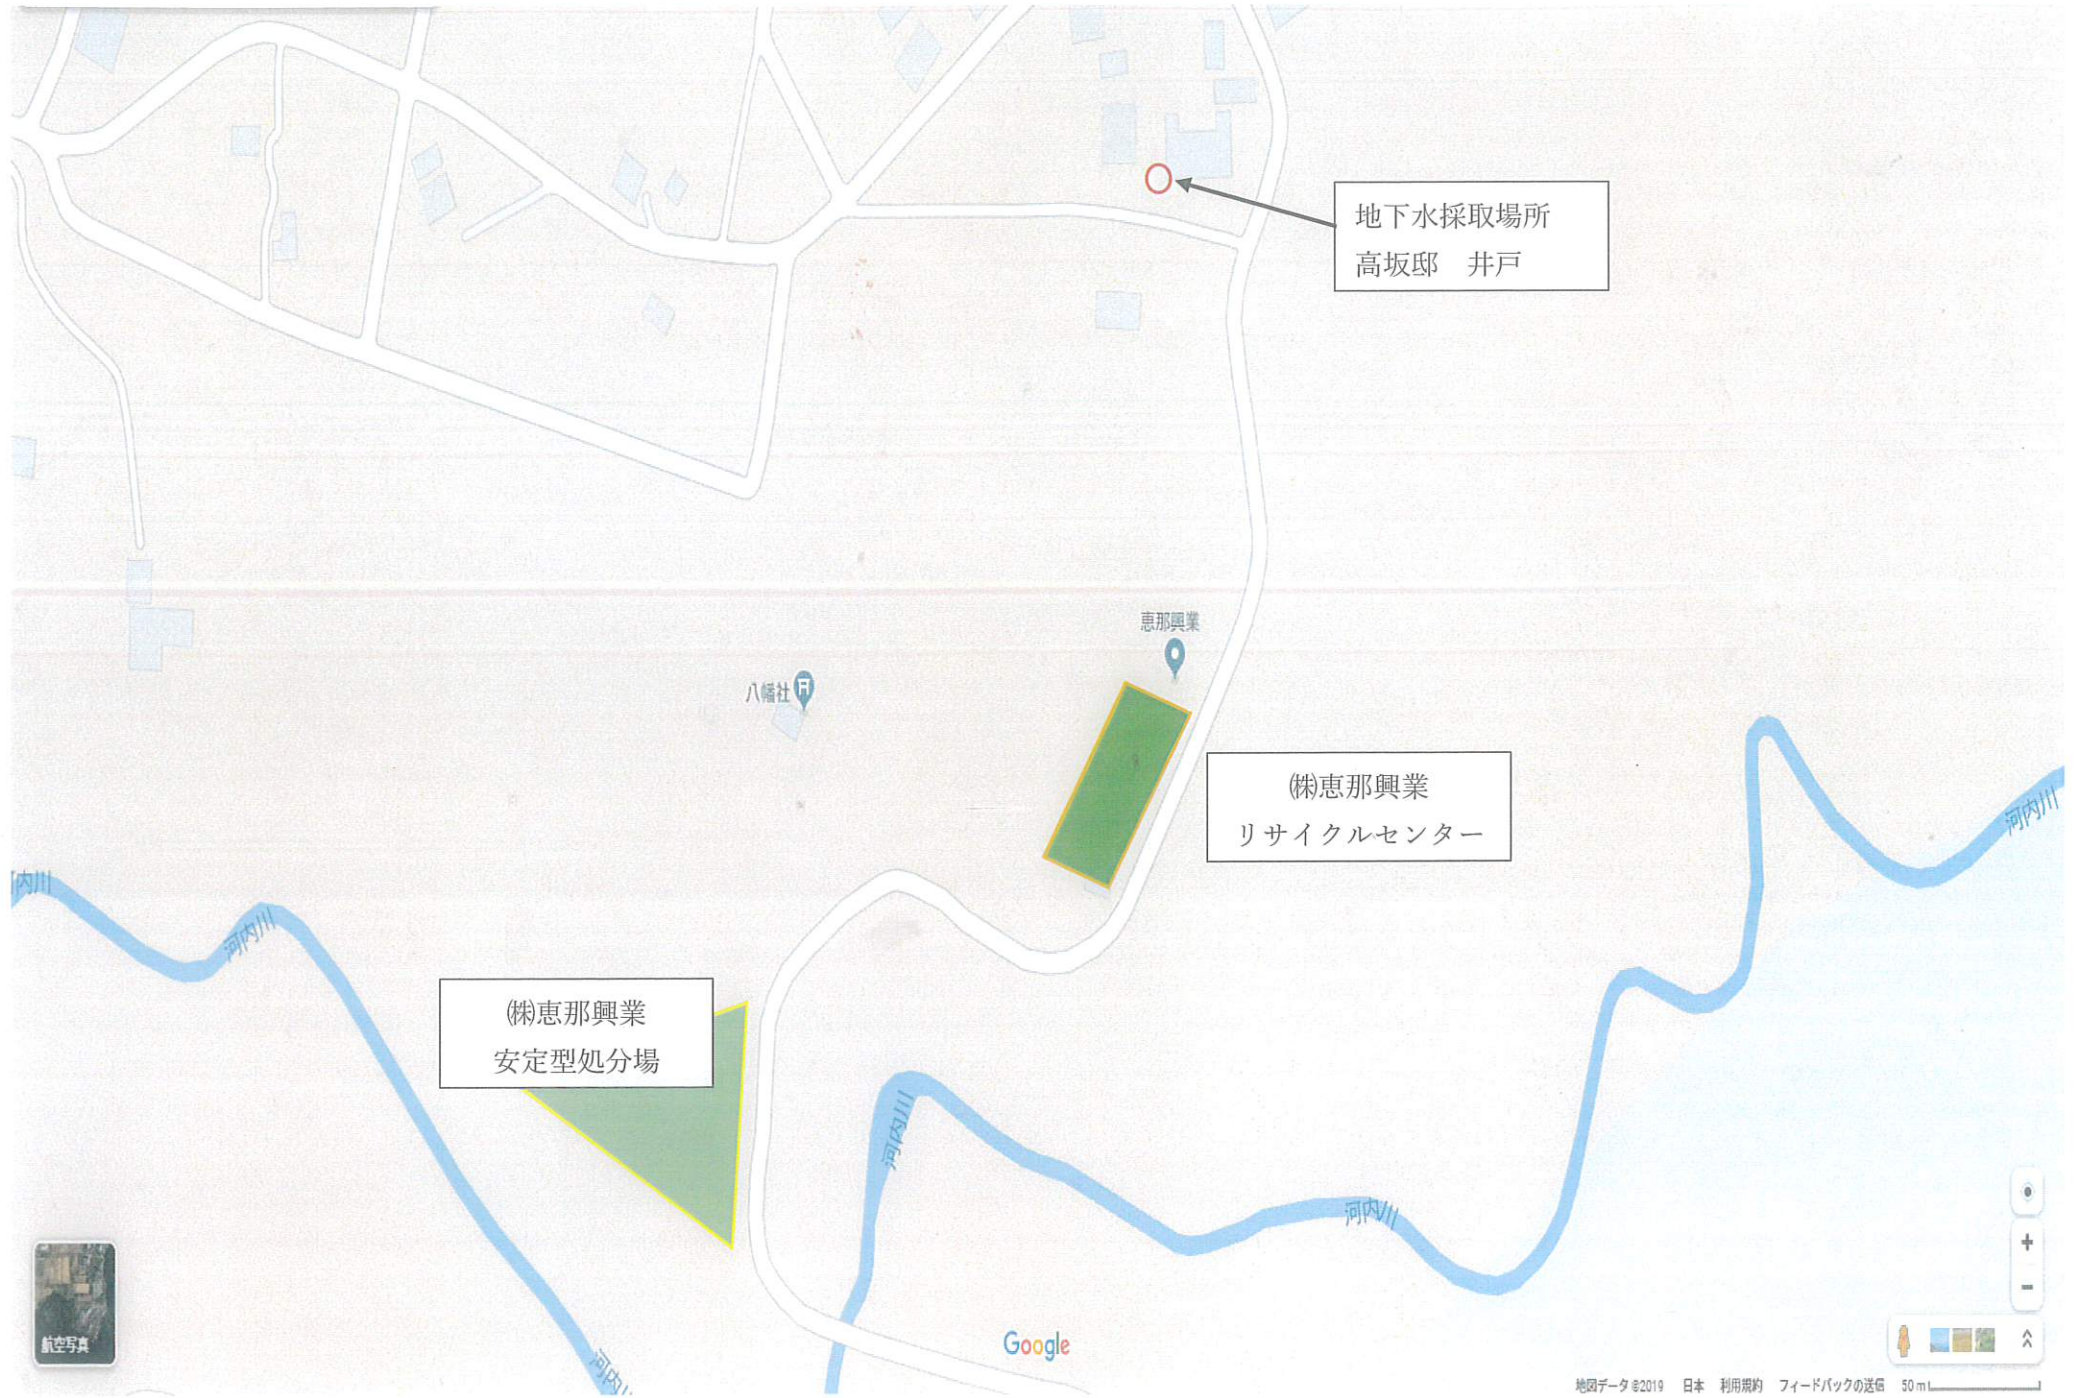 地下水採取場所
高坂邸　井戸
恵那興業
八幡社
㈱恵那興業
リサイクルセンター
河内川
河内川
河内川
㈱恵那興業
安定型処分場
河内川
河内川
河内川
航空写真
Google
地図データ ©2019　日本　利用規約　フィードバックの送信　50 m